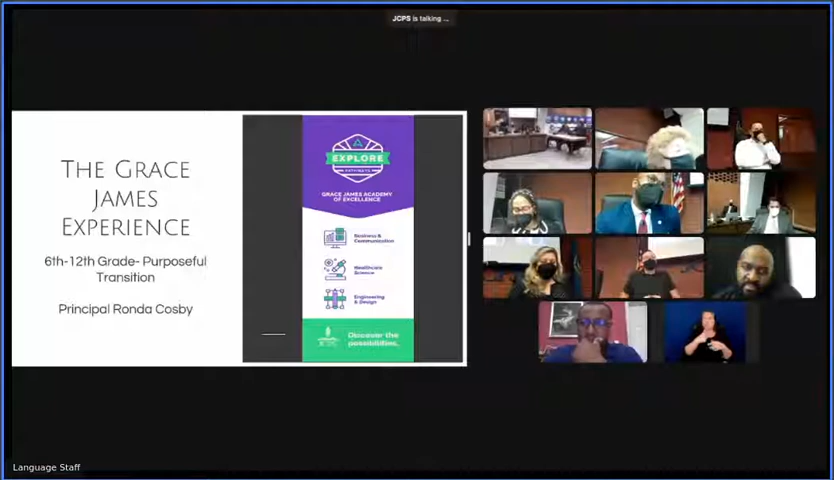 JCPS is talking ...
THE GRACE
JAMES
EXPERIENCE
6th-12th Grade- Purposeful
Transition
Principal Ronda Cosby
EXPLORE
GRACE JAMES ACADEMY
OF EXCELLENCE
Business &
Communication
Healthcare
Science
Engineering
& Design
Discover the
possibilities.
Language Staff